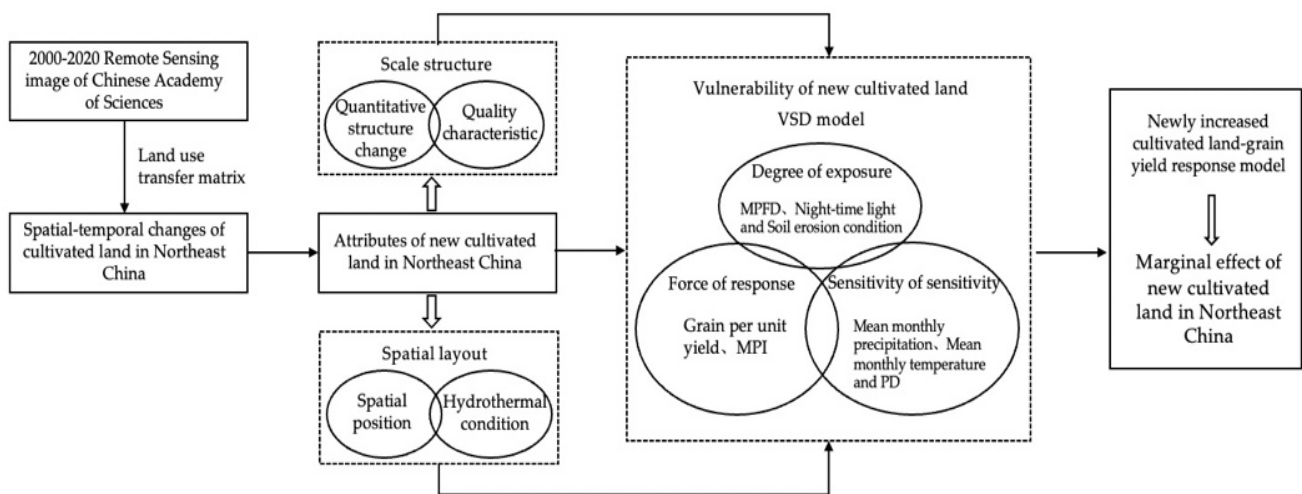 2000-2020 Remote Sensing
image of Chinese Academy
of Sciences
Land use
transfer matrix
Spatial-temporal changes of
cultivated land in Northeast
China
Scale structure
Quantitative
structure
change
Quality
characteristic
Attributes of new cultivated
land in Northeast China
Spatial layout
Spatial
position
Hydrothermal
condition
Vulnerability of new cultivated land
VSD model
Degree of exposure
MPFD、Night-time light
and Soil erosion condition
Force of response
Grain per unit
yield、MPI
Sensitivity of sensitivity
Mean monthly
precipitation、Mean
monthly temperature
and PD
Newly increased
cultivated land-grain
yield response model
Marginal effect of
new cultivated
land in Northeast
China